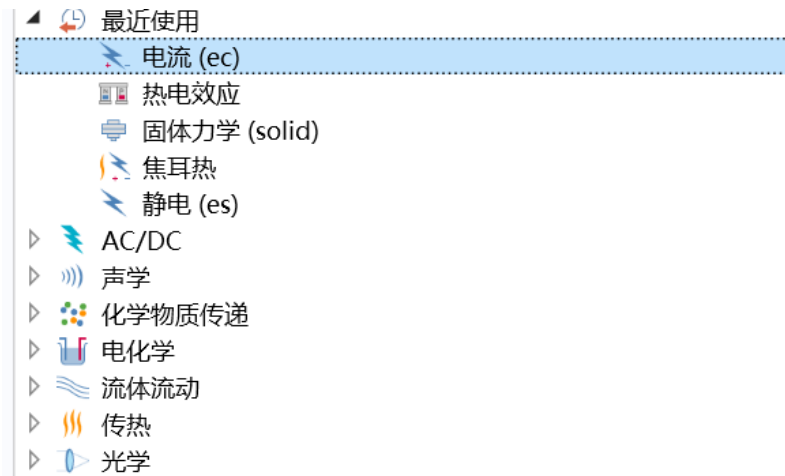 最近使用
电流 (ec)
热电效应
固体力学 (solid)
焦耳热
静电 (es)
AC/DC
声学
化学物质传递
电化学
流体流动
传热
光学